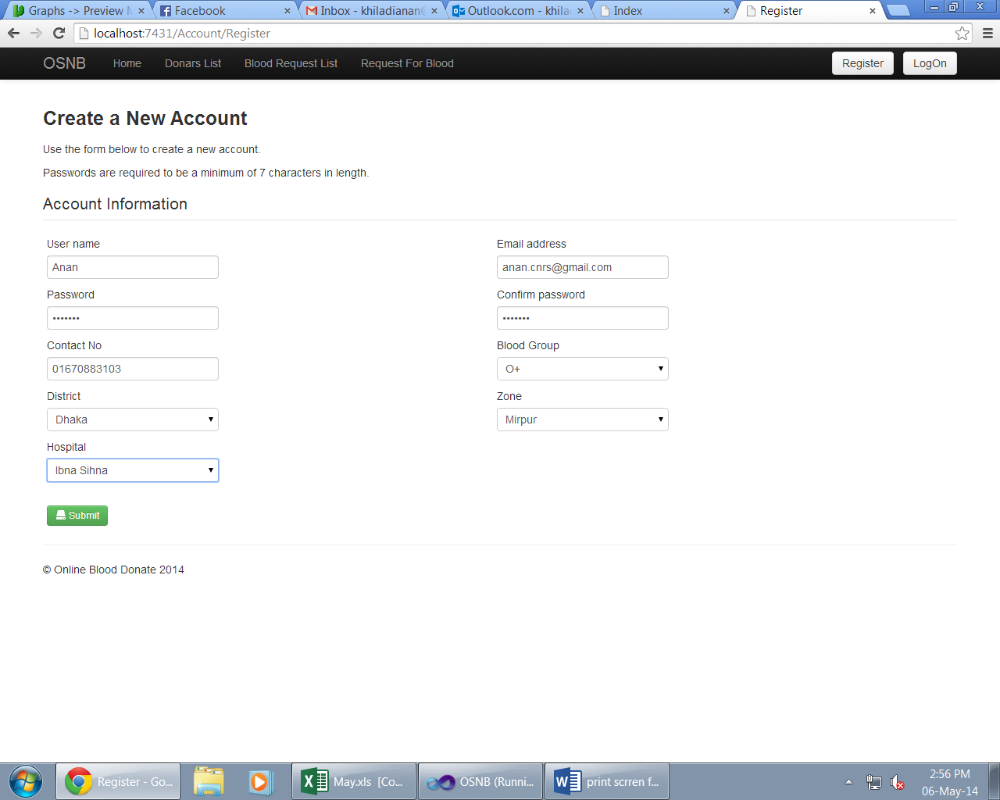 Graphs -> Preview M
Facebook
Inbox - khiladianan@
Outlook.com - khila
Index
Register
localhost:7431/Account/Register
OSNB Home Donars List Blood Request List Request For Blood Register LogOn
Create a New Account
Use the form below to create a new account.
Passwords are required to be a minimum of 7 characters in length.
Account Information
User name Email address
Anan anan.cnrs@gmail.com
Password Confirm password
••••••• •••••••
Contact No Blood Group
01670883103 O+
District Zone
Dhaka Mirpur
Hospital
Ibna Sihna
Submit
© Online Blood Donate 2014
Register - Go... May.xls [Co... OSNB (Runni... print scrren f... 2:56 PM
06-May-14